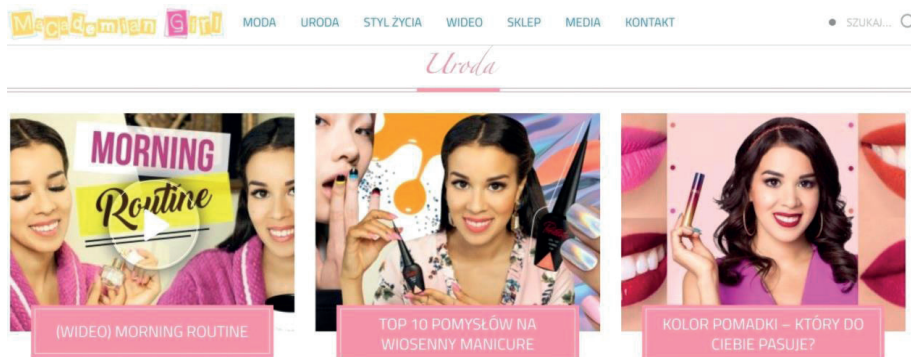 Macademian Girl
MODA URODA STYL ŻYCIA WIDEO SKLEP MEDIA KONTAKT
SZUKAJ...
Uroda
MORNING
Routine
(WIDEO) MORNING ROUTINE
TOP 10 POMYSŁÓW NA
WIOSENNY MANICURE
KOLOR POMADKI – KTÓRY DO
CIEBIE PASUJE?